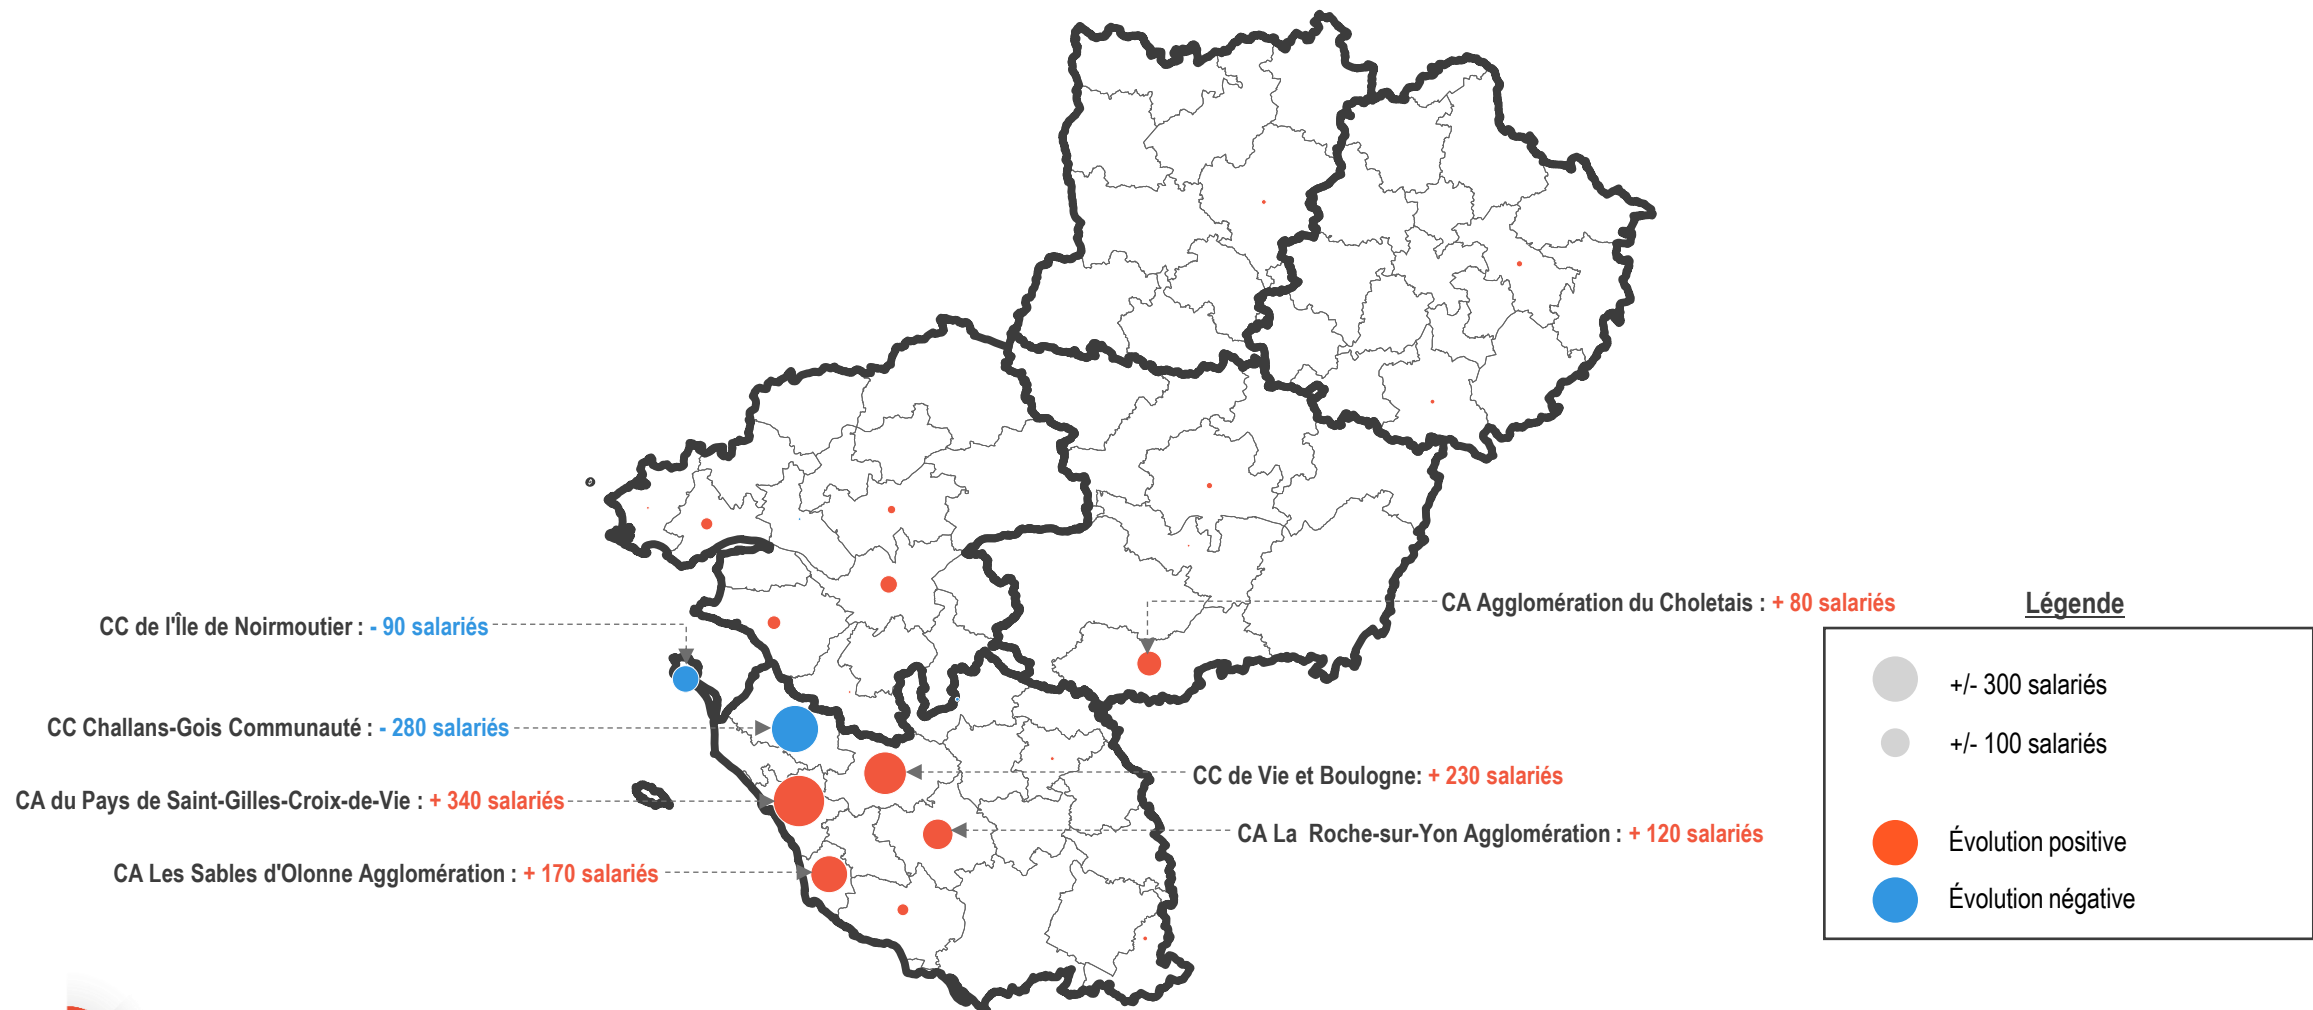 CC de l'Île de Noirmoutier : - 90 salariés
CC Challans-Gois Communauté : - 280 salariés
CA du Pays de Saint-Gilles-Croix-de-Vie : + 340 salariés
CA Les Sables d'Olonne Agglomération : + 170 salariés
CA Agglomération du Choletais : + 80 salariés
CC de Vie et Boulogne: + 230 salariés
CA La Roche-sur-Yon Agglomération : + 120 salariés
Légende
+/- 300 salariés
+/- 100 salariés
Évolution positive
Évolution négative